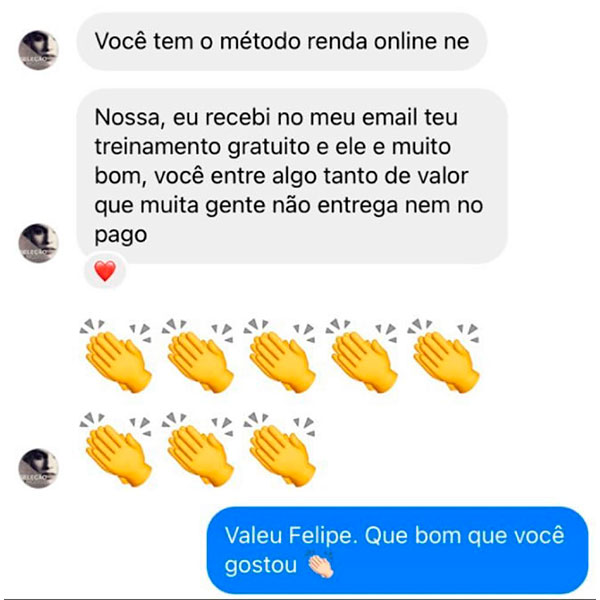 Você tem o método renda online ne
Nossa, eu recebi no meu email teu
treinamento gratuito e ele e muito
bom, você entre algo tanto de valor
que muita gente não entrega nem no
pago
Valeu Felipe. Que bom que você
gostou 👏🏻